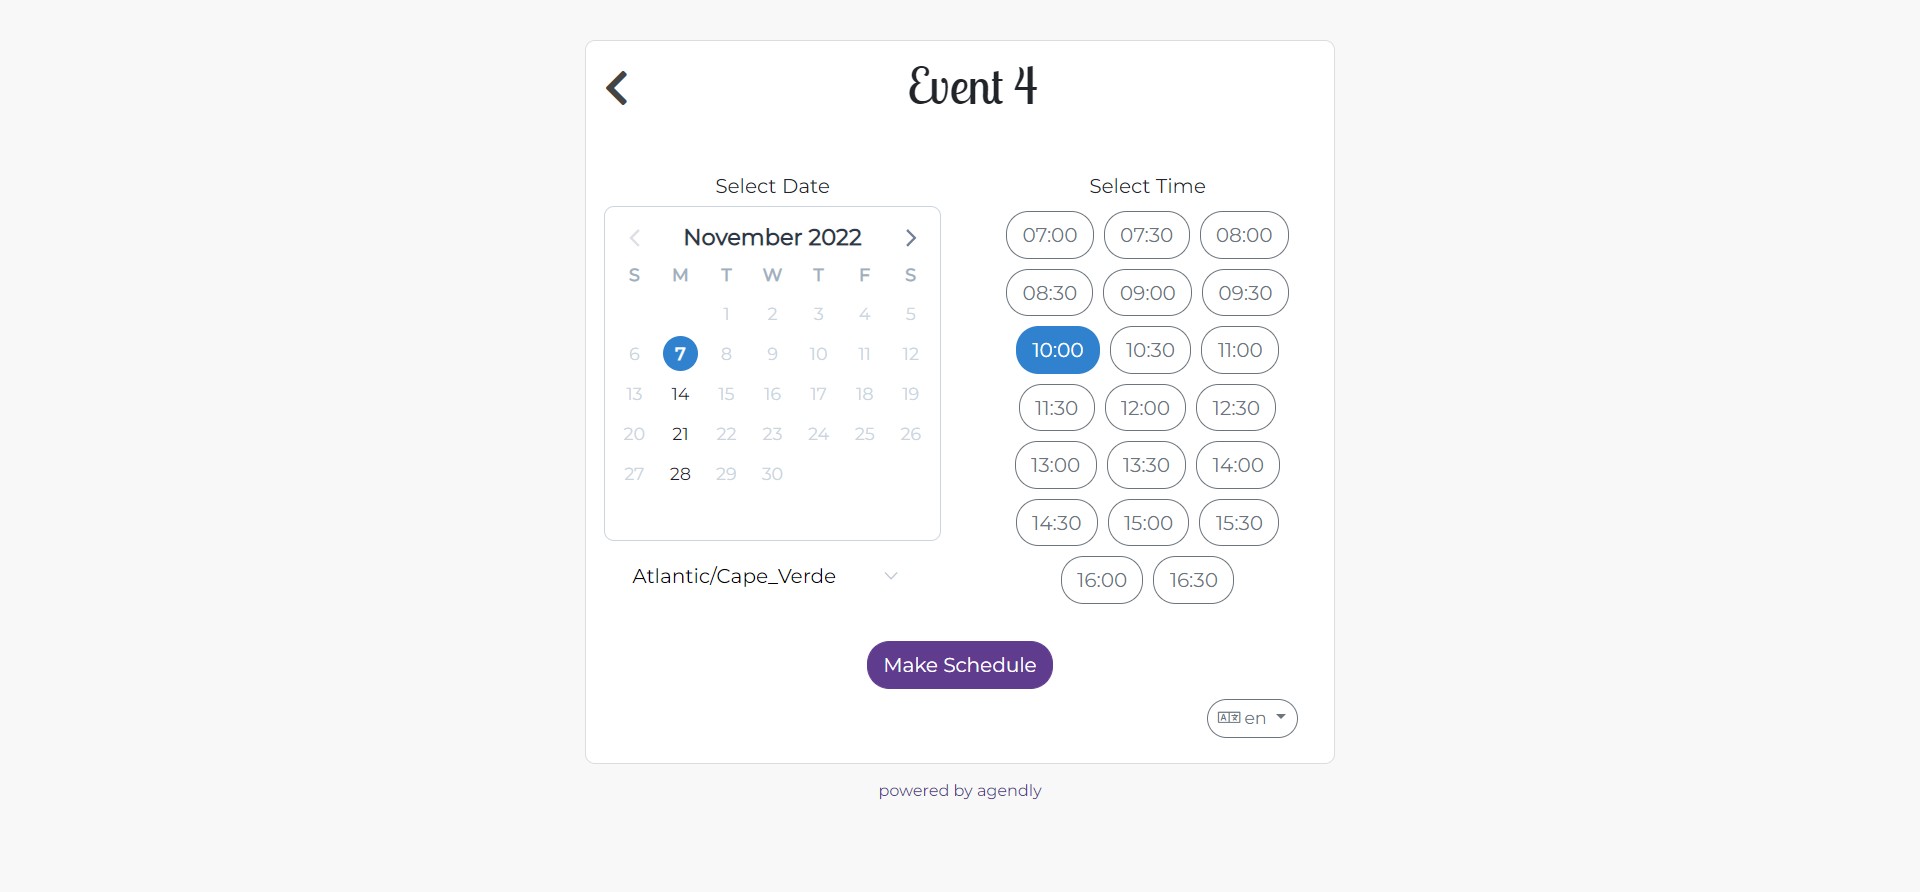 Event 4
Select Date
November 2022
S M T W T F S
1 2 3 4 5
6 7 8 9 10 11 12
13 14 15 16 17 18 19
20 21 22 23 24 25 26
27 28 29 30
Atlantic/Cape_Verde
Select Time
07:00 07:30 08:00
08:30 09:00 09:30
10:00 10:30 11:00
11:30 12:00 12:30
13:00 13:30 14:00
14:30 15:00 15:30
16:00 16:30
Make Schedule
en
powered by agendly